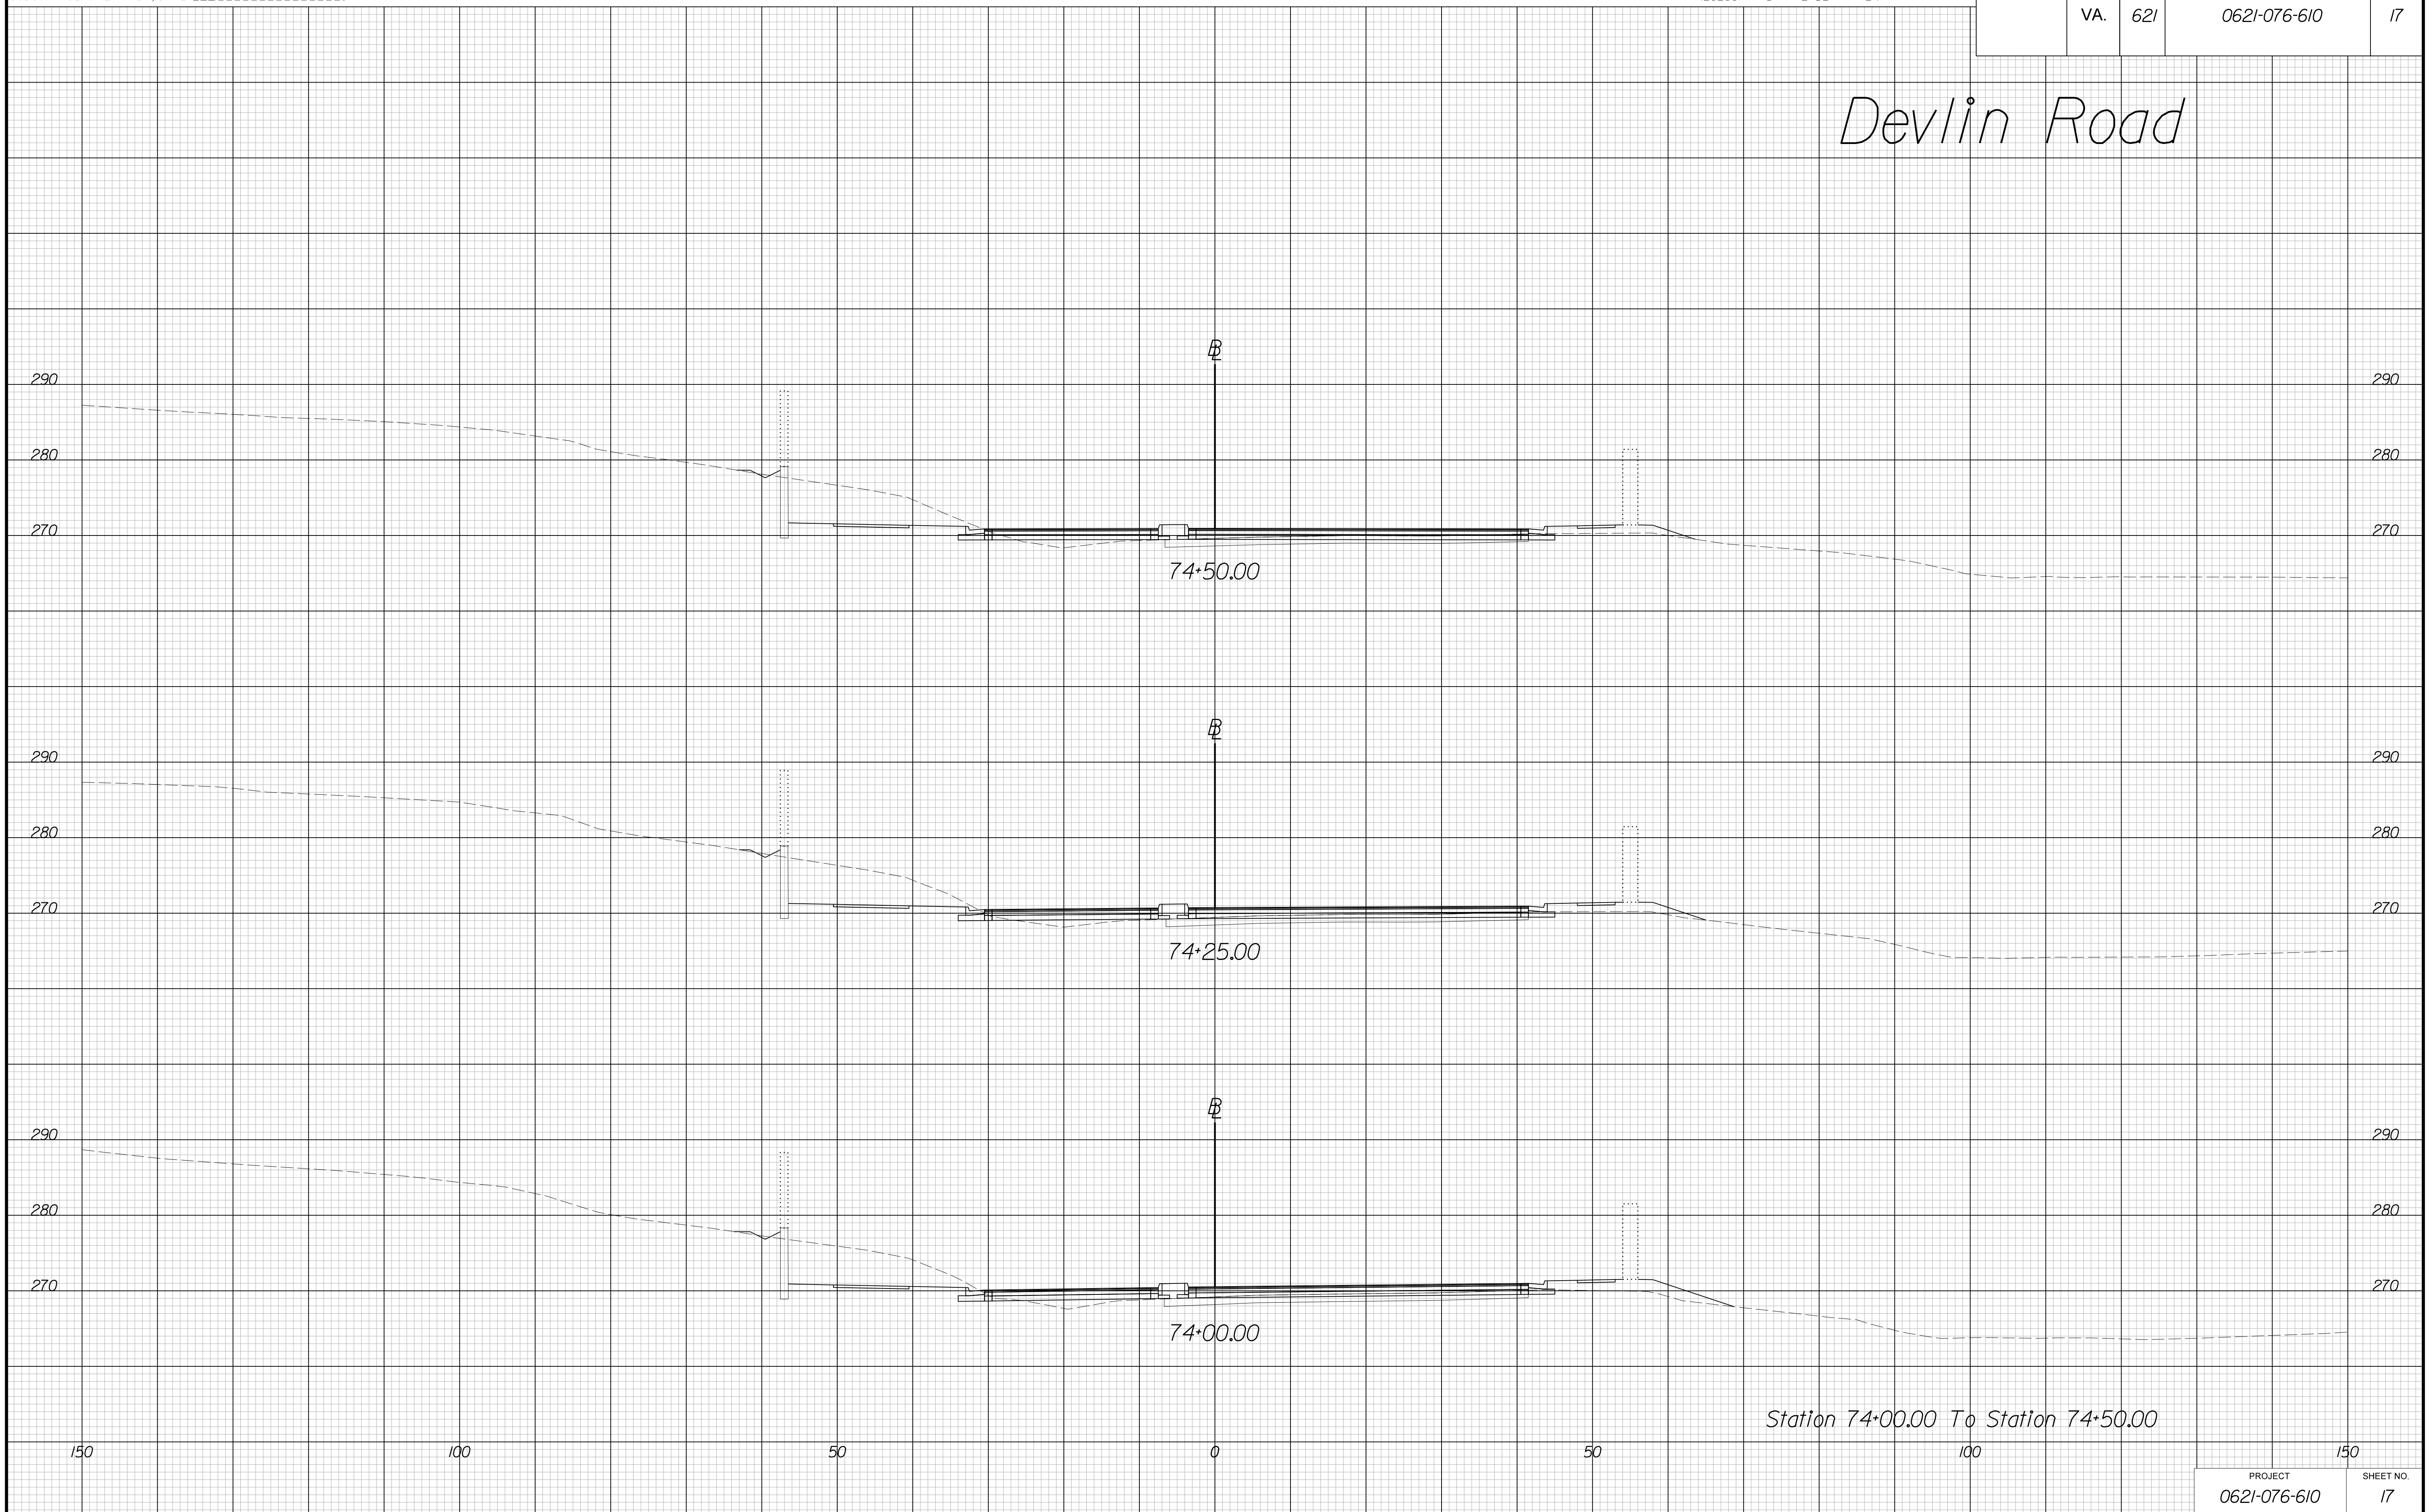 VA. 621 0621-076-610 17
Devlin Road
BL
290 290
280 280
270 270
74+50.00
BL
290 290
280 280
270 270
74+25.00
BL
290 290
280 280
270 270
74+00.00
Station 74+00.00 To Station 74+50.00
150 100 50 0 50 100 150
PROJECT SHEET NO.
0621-076-610 17